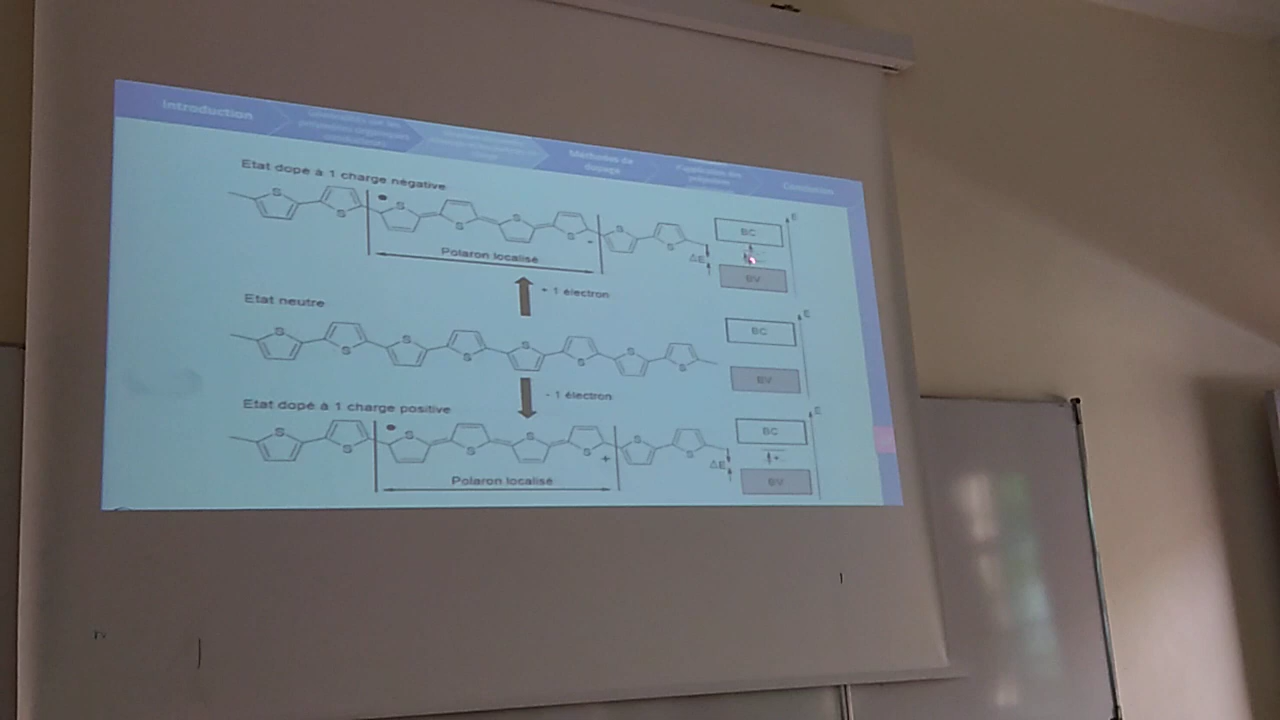 Introduction
Méthodes de
dopage
Conclusion
Etat dopé à 1 charge négative
S
S
S
S
S
S
S
S
-
Polaron localisé
ΔE
BC
BV
E
+ 1 électron
Etat neutre
S
S
S
S
S
S
S
S
BC
BV
E
- 1 électron
Etat dopé à 1 charge positive
S
S
S
S
S
S
S
S
+
Polaron localisé
ΔE
BC
BV
E